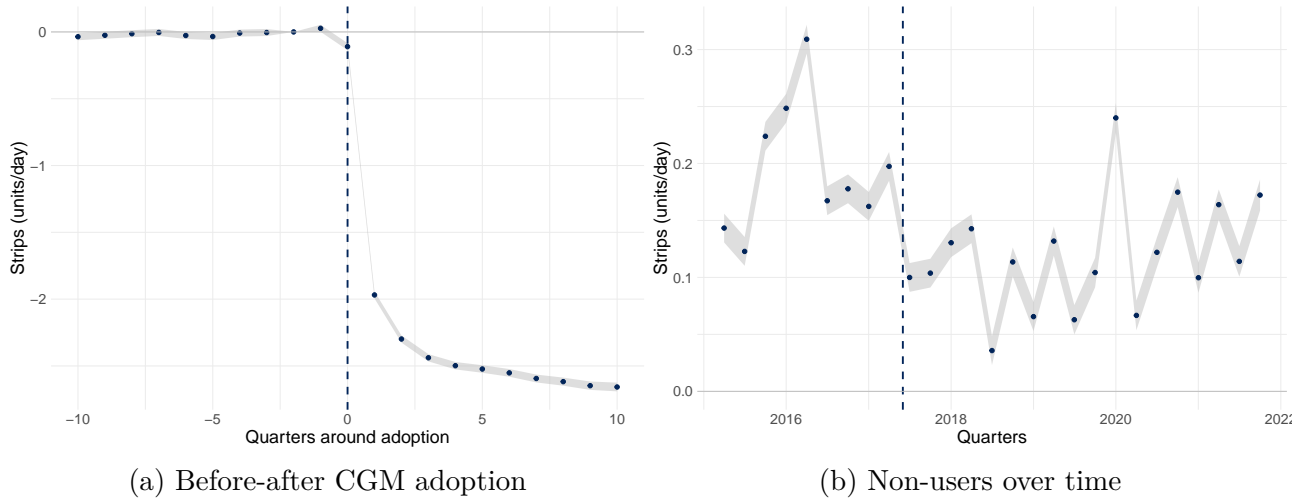 0
−1
−2
Strips (units/day)
−10
−5
0
5
10
Quarters around adoption
(a) Before-after CGM adoption
0.3
0.2
0.1
0.0
Strips (units/day)
2016
2018
2020
2022
Quarters
(b) Non-users over time